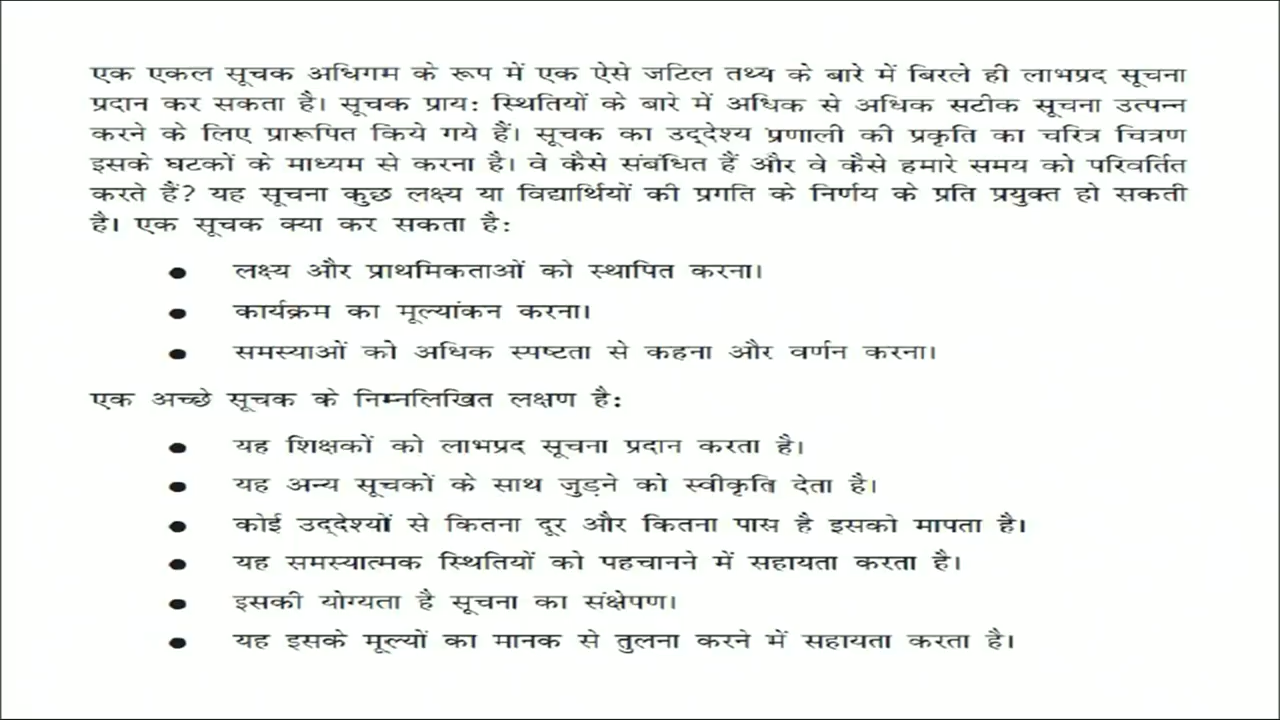 एक एकल सूचक अधिगम के रूप में एक ऐसे जटिल तथ्य के बारे में बिरले ही लाभप्रद सूचना
प्रदान कर सकता है। सूचक प्राय: स्थितियों के बारे में अधिक से अधिक सटीक सूचना उत्पन्न
करने के लिए प्रारूपित किये गये हैं। सूचक का उद्देश्य प्रणाली की प्रकृति का चरित्र चित्रण
इसके घटकों के माध्यम से करना है। वे कैसे संबंधित हैं और वे कैसे हमारे समय को परिवर्तित
करते हैं? यह सूचना कुछ लक्ष्य या विद्यार्थियों की प्रगति के निर्णय के प्रति प्रयुक्त हो सकती
है। एक सूचक क्या कर सकता है:
● लक्ष्य और प्राथमिकताओं को स्थापित करना।
● कार्यक्रम का मूल्यांकन करना।
● समस्याओं को अधिक स्पष्टता से कहना और वर्णन करना।
एक अच्छे सूचक के निम्नलिखित लक्षण है:
● यह शिक्षकों को लाभप्रद सूचना प्रदान करता है।
● यह अन्य सूचकों के साथ जुड़ने को स्वीकृति देता है।
● कोई उद्देश्यों से कितना दूर और कितना पास है इसको मापता है।
● यह समस्यात्मक स्थितियों को पहचानने में सहायता करता है।
● इसकी योग्यता है सूचना का संक्षेपण।
● यह इसके मूल्यों का मानक से तुलना करने में सहायता करता है।